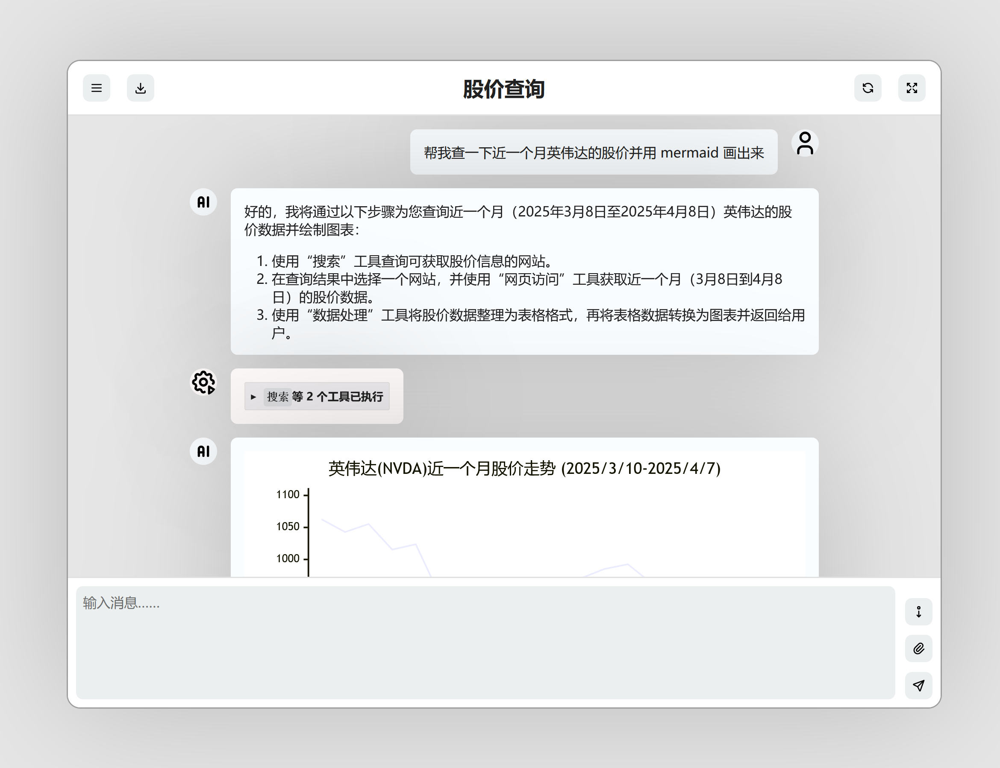 股价查询
帮我查一下近一个月英伟达的股价并用 mermaid 画出来
AI
好的，我将通过以下步骤为您查询近一个月（2025年3月8日至2025年4月8日）英伟达的股
价数据并绘制图表：
1. 使用“搜索”工具查询可获取股价信息的网站。
2. 在查询结果中选择一个网站，并使用“网页访问”工具获取近一个月（3月8日到4月8
日）的股价数据。
3. 使用“数据处理”工具将股价数据整理为表格格式，再将表格数据转换为图表并返回给用
户。
搜索等 2 个工具已执行
AI
英伟达(NVDA)近一个月股价走势 (2025/3/10-2025/4/7)
1100
1050
1000
输入消息......